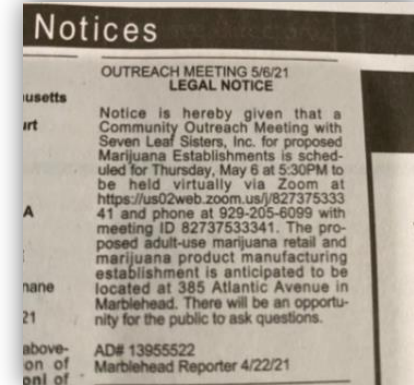 Notices
OUTREACH MEETING 5/6/21
LEGAL NOTICE
Notice is hereby given that a
Community Outreach Meeting with
Seven Leaf Sisters, Inc. for proposed
Marijuana Establishments is sched-
uled for Thursday, May 6 at 5:30PM to
be held virtually via Zoom at
https://us02web.zoom.us/j/827375333
41 and phone at 929-205-6099 with
meeting ID 82737533341. The pro-
posed adult-use marijuana retail and
marijuana product manufacturing
establishment is anticipated to be
located at 385 Atlantic Avenue in
Marblehead. There will be an opportu-
nity for the public to ask questions.
AD# 13955522
Marblehead Reporter 4/22/21
usetts
urt
A
hane
21
above-
on of
onl of